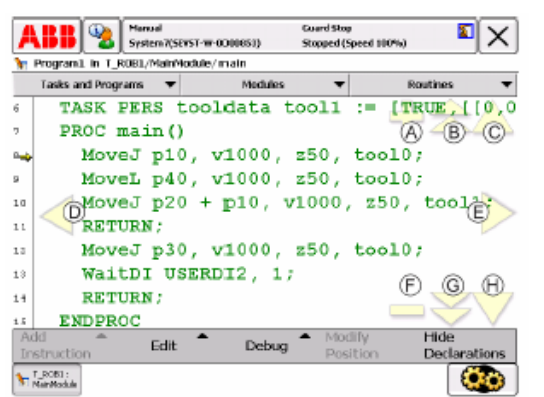 ABB
Manual
Guard Stop
System7(SEVST-W-0300053)
Stopped (Speed 100%)
Program1 in T_ROB1/MainModule/main
Tasks and Programs
Modules
Routines
6 TASK PERS tooldata tool1 := [TRUE,[[0,0
7 PROC main()
A B C
8 MoveJ p10, v1000, z50, tool0;
9 MoveL p40, v1000, z50, tool0;
10 MoveJ p20 + p10, v1000, z50, tool1;
D E
11 RETURN;
12 MoveJ p30, v1000, z50, tool0;
13 WaitDI USERDI2, 1;
F G H
14 RETURN;
15 ENDPROC
Add Instruction
Edit
Debug
Modify Position
Hide Declarations
T_ROB1:
MainModule